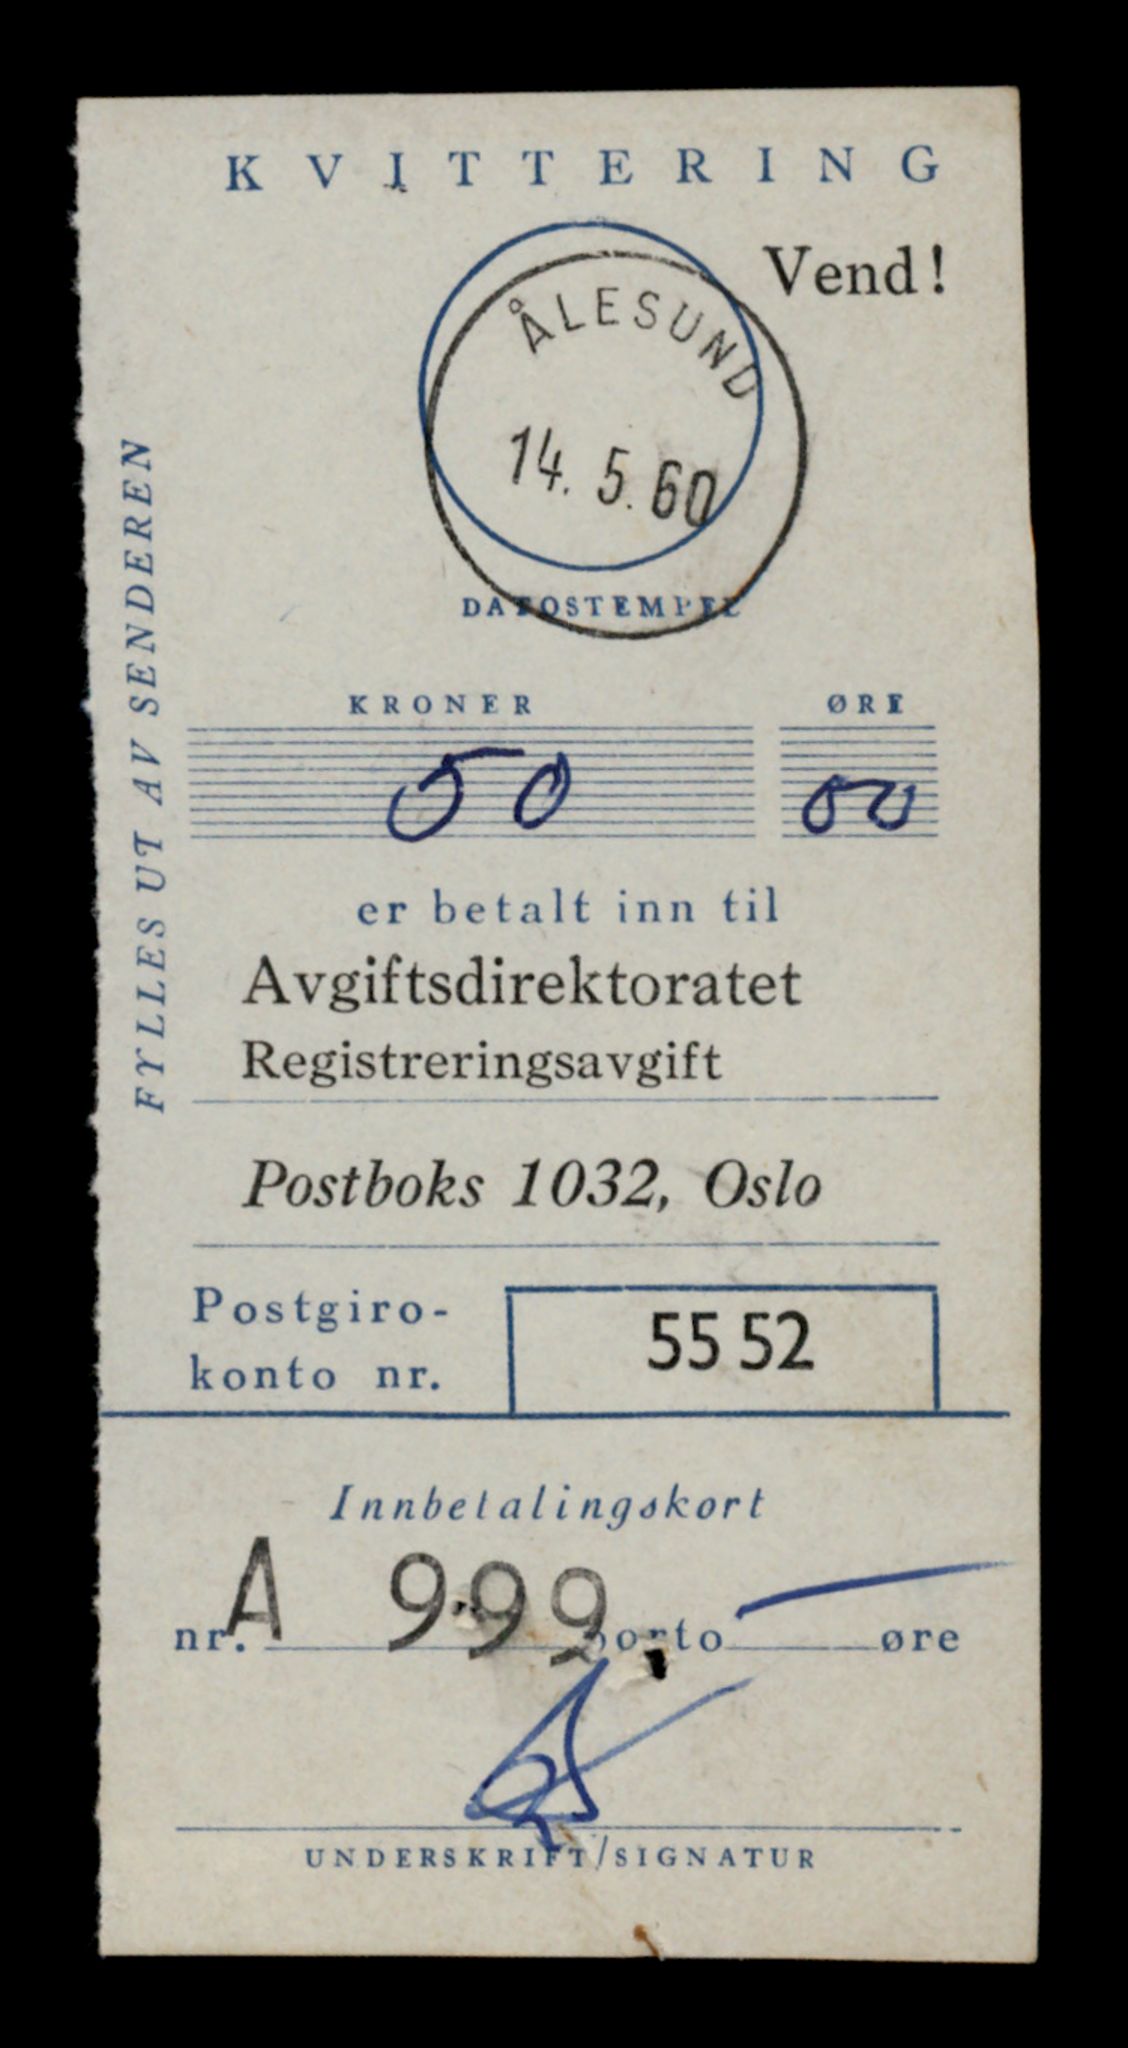 KVITTERING
Vend!
ÅLESUND
14. 5. 60
DATOSTEMPEL
FYLLES UT AV SENDEREN
KRONER ØRE
50 00
er betalt inn til
Avgiftsdirektoratet
Registreringsavgift
Postboks 1032, Oslo
Postgiro-
konto nr.
55 52
Innbetalingskort
nr. A 999 porto øre
UNDERSKRIFT/SIGNATUR